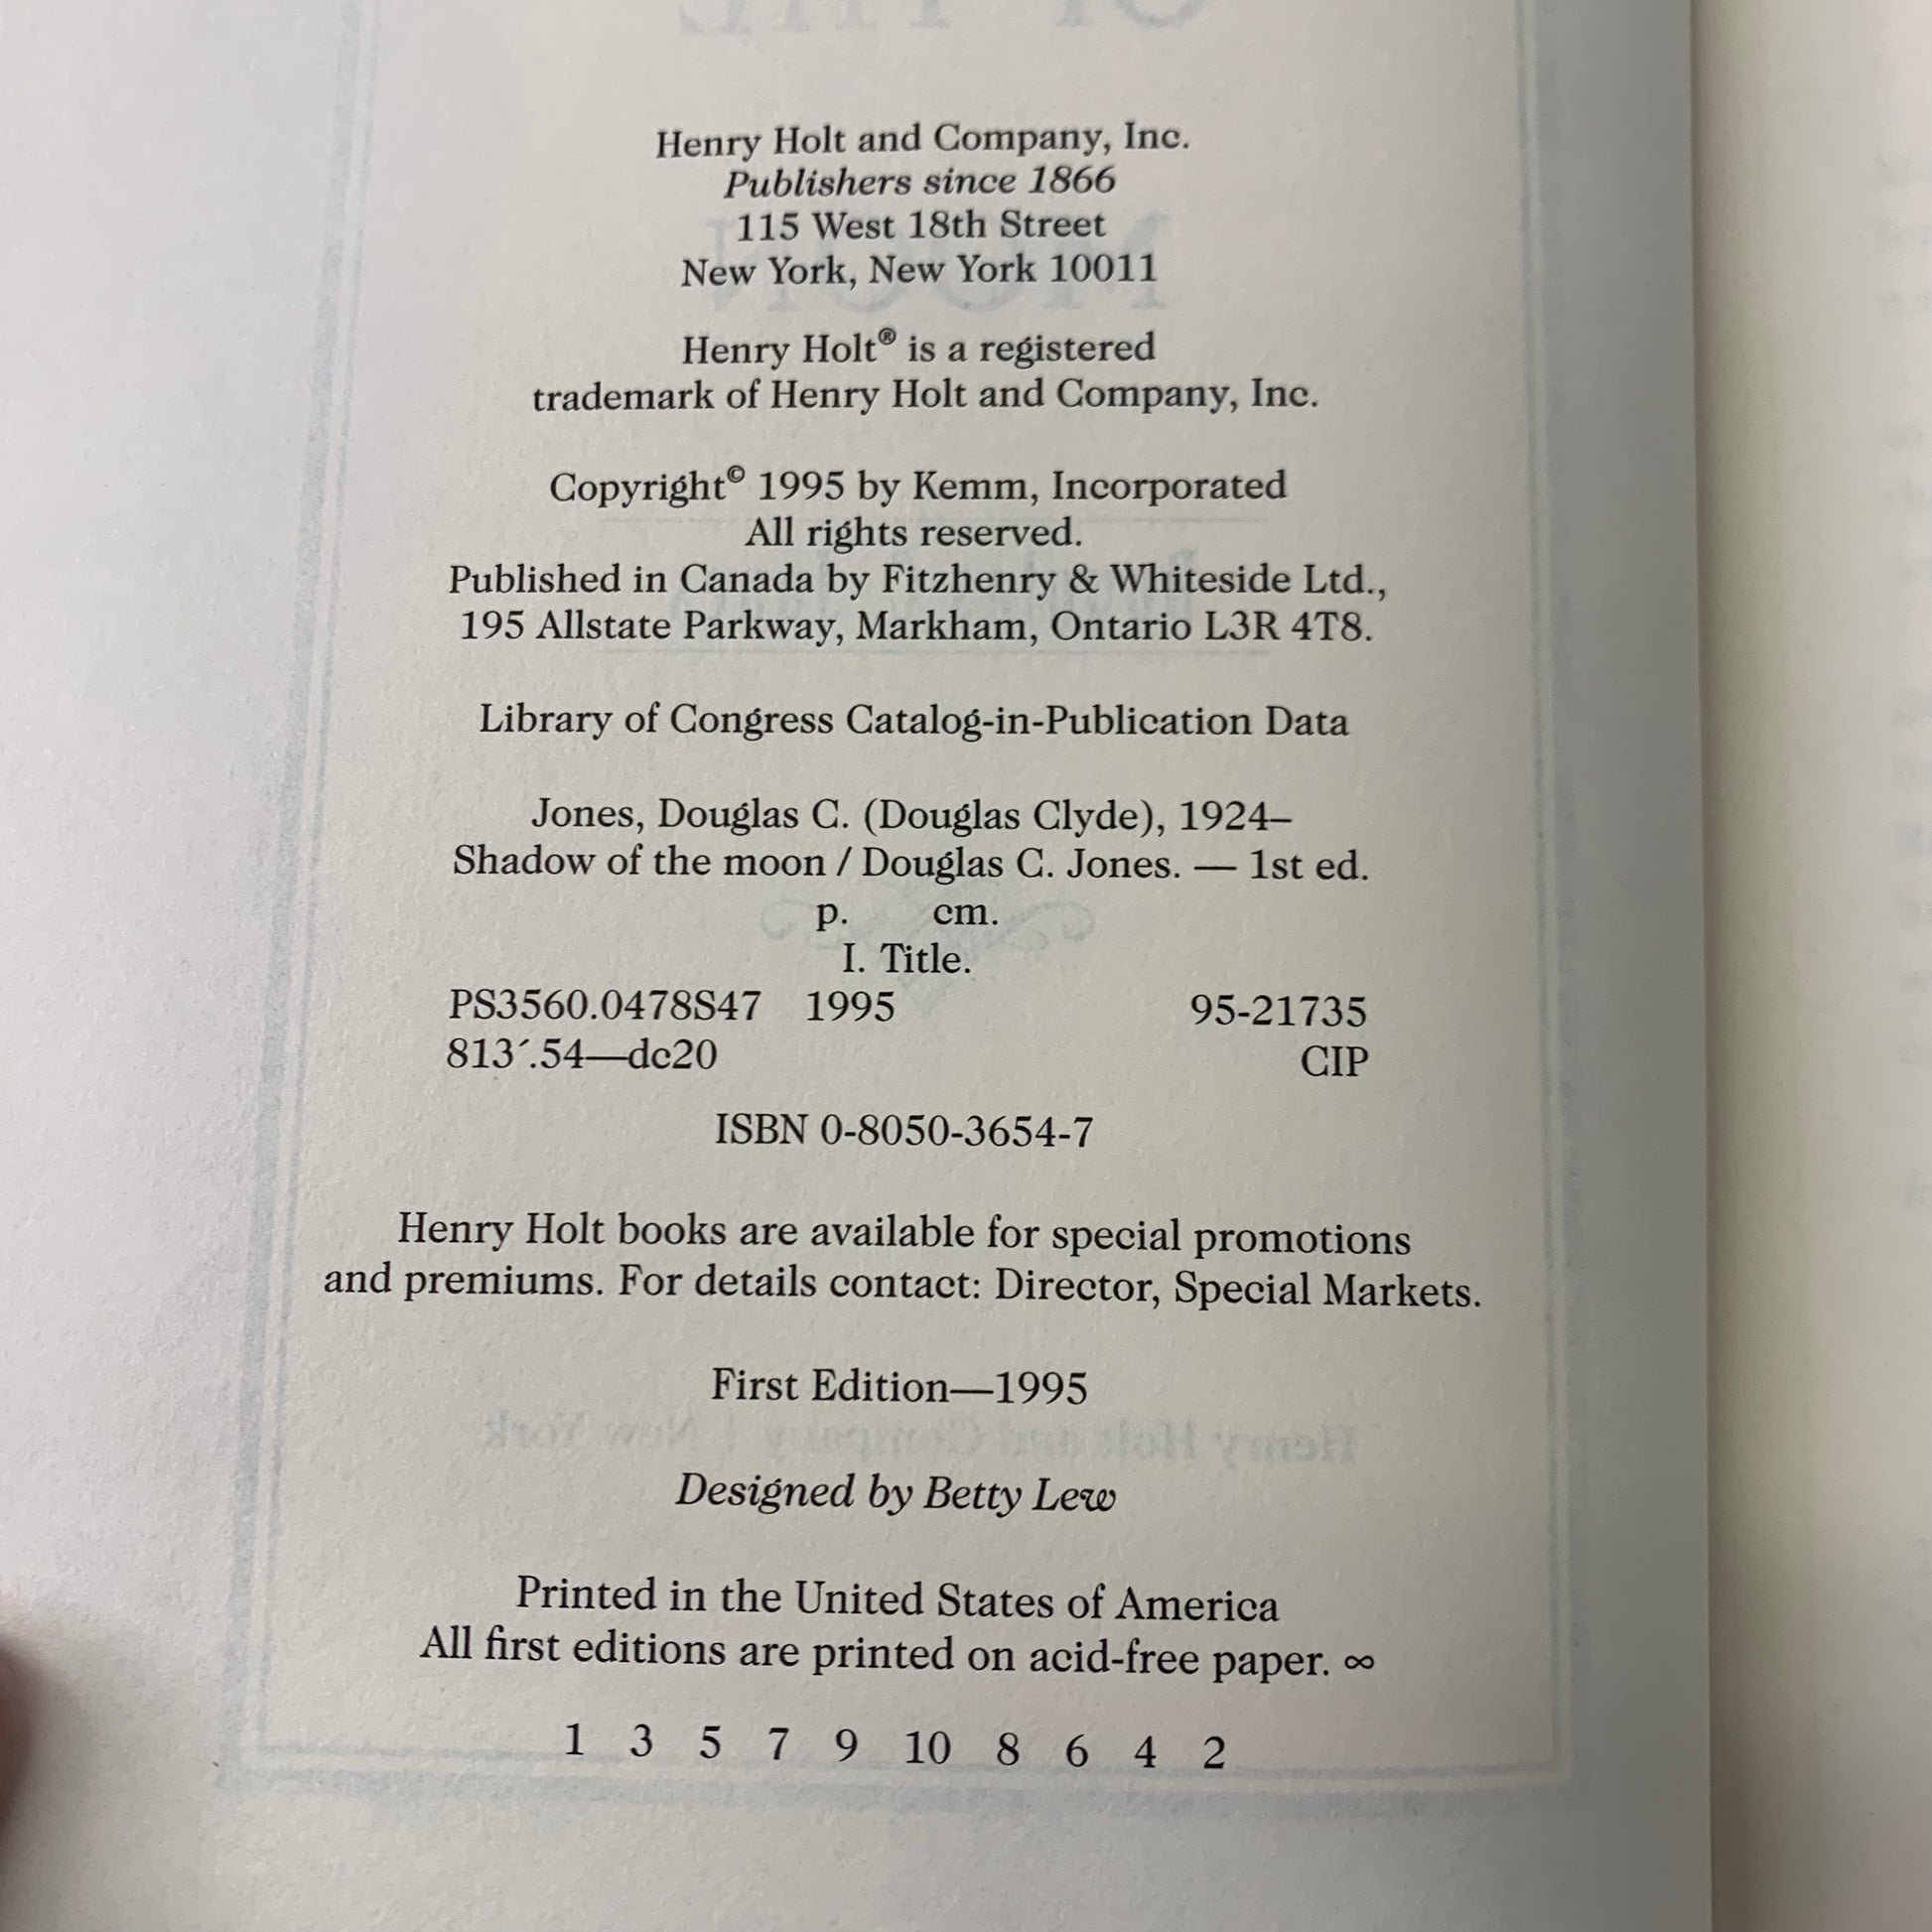 Henry Holt and Company, Inc.
Publishers since 1866
115 West 18th Street
New York, New York 10011
Henry Holt® is a registered
trademark of Henry Holt and Company, Inc.
Copyright© 1995 by Kemm, Incorporated
All rights reserved.
Published in Canada by Fitzhenry & Whiteside Ltd.,
195 Allstate Parkway, Markham, Ontario L3R 4T8.
Library of Congress Catalog-in-Publication Data
Jones, Douglas C. (Douglas Clyde), 1924–
Shadow of the moon / Douglas C. Jones. — 1st ed.
p. cm.
I. Title.
PS3560.0478S47 1995 95-21735
813´.54—dc20 CIP
ISBN 0-8050-3654-7
Henry Holt books are available for special promotions
and premiums. For details contact: Director, Special Markets.
First Edition—1995
Designed by Betty Lew
Printed in the United States of America
All first editions are printed on acid-free paper. ∞
1 3 5 7 9 10 8 6 4 2